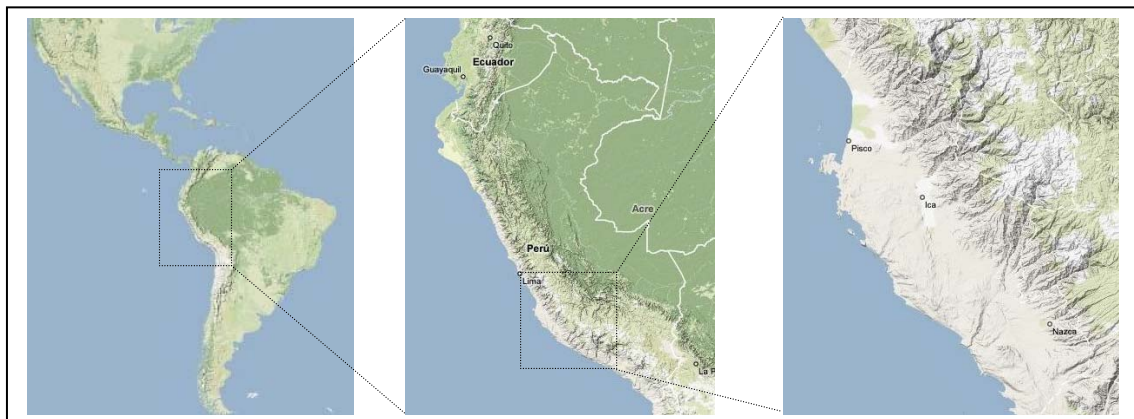 Quito
Ecuador
Guayaquil
Acre
Perú
Lima
La P
Pisco
Ica
Nazca